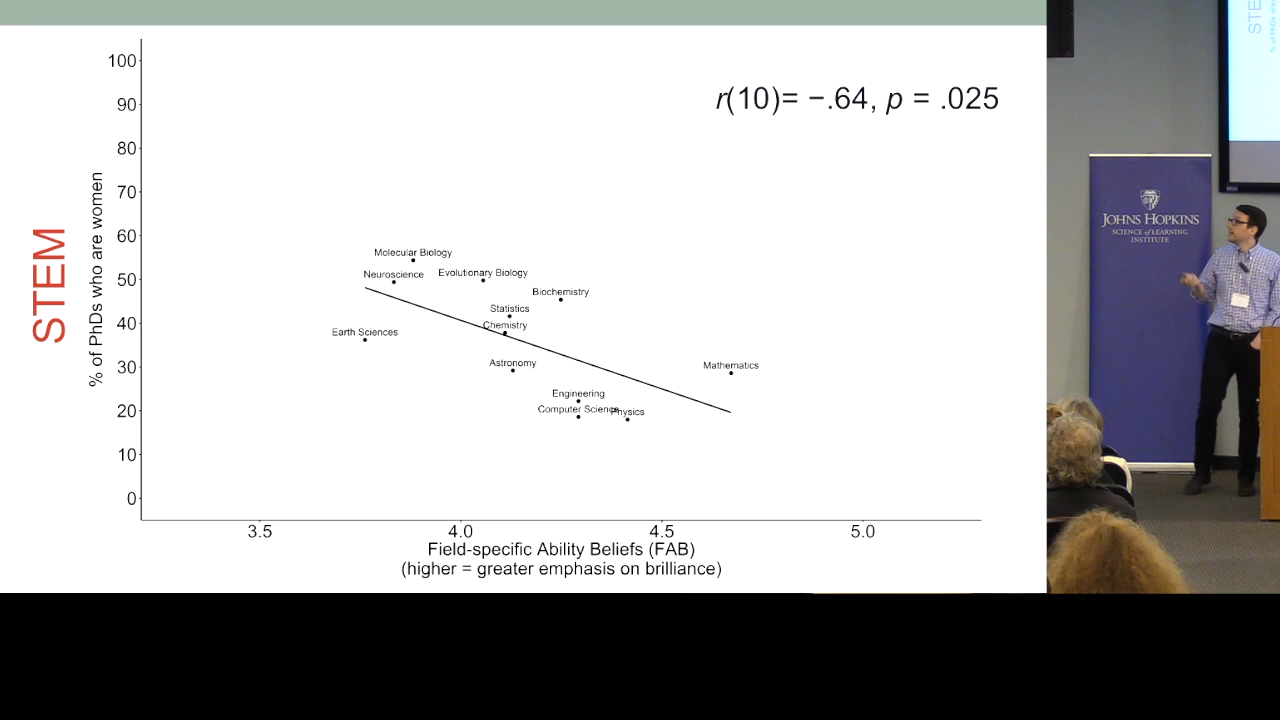 STEM
% of PhDs who are women
100
90
80
70
60
50
40
30
20
10
0
r(10)= −.64, p = .025
Molecular Biology
Neuroscience
Evolutionary Biology
Biochemistry
Statistics
Chemistry
Earth Sciences
Astronomy
Mathematics
Engineering
Computer Science
Physics
3.5 4.0 4.5 5.0
Field-specific Ability Beliefs (FAB)
(higher = greater emphasis on brilliance)
STE
JOHNS HOPKINS
SCIENCE of LEARNING
INSTITUTE